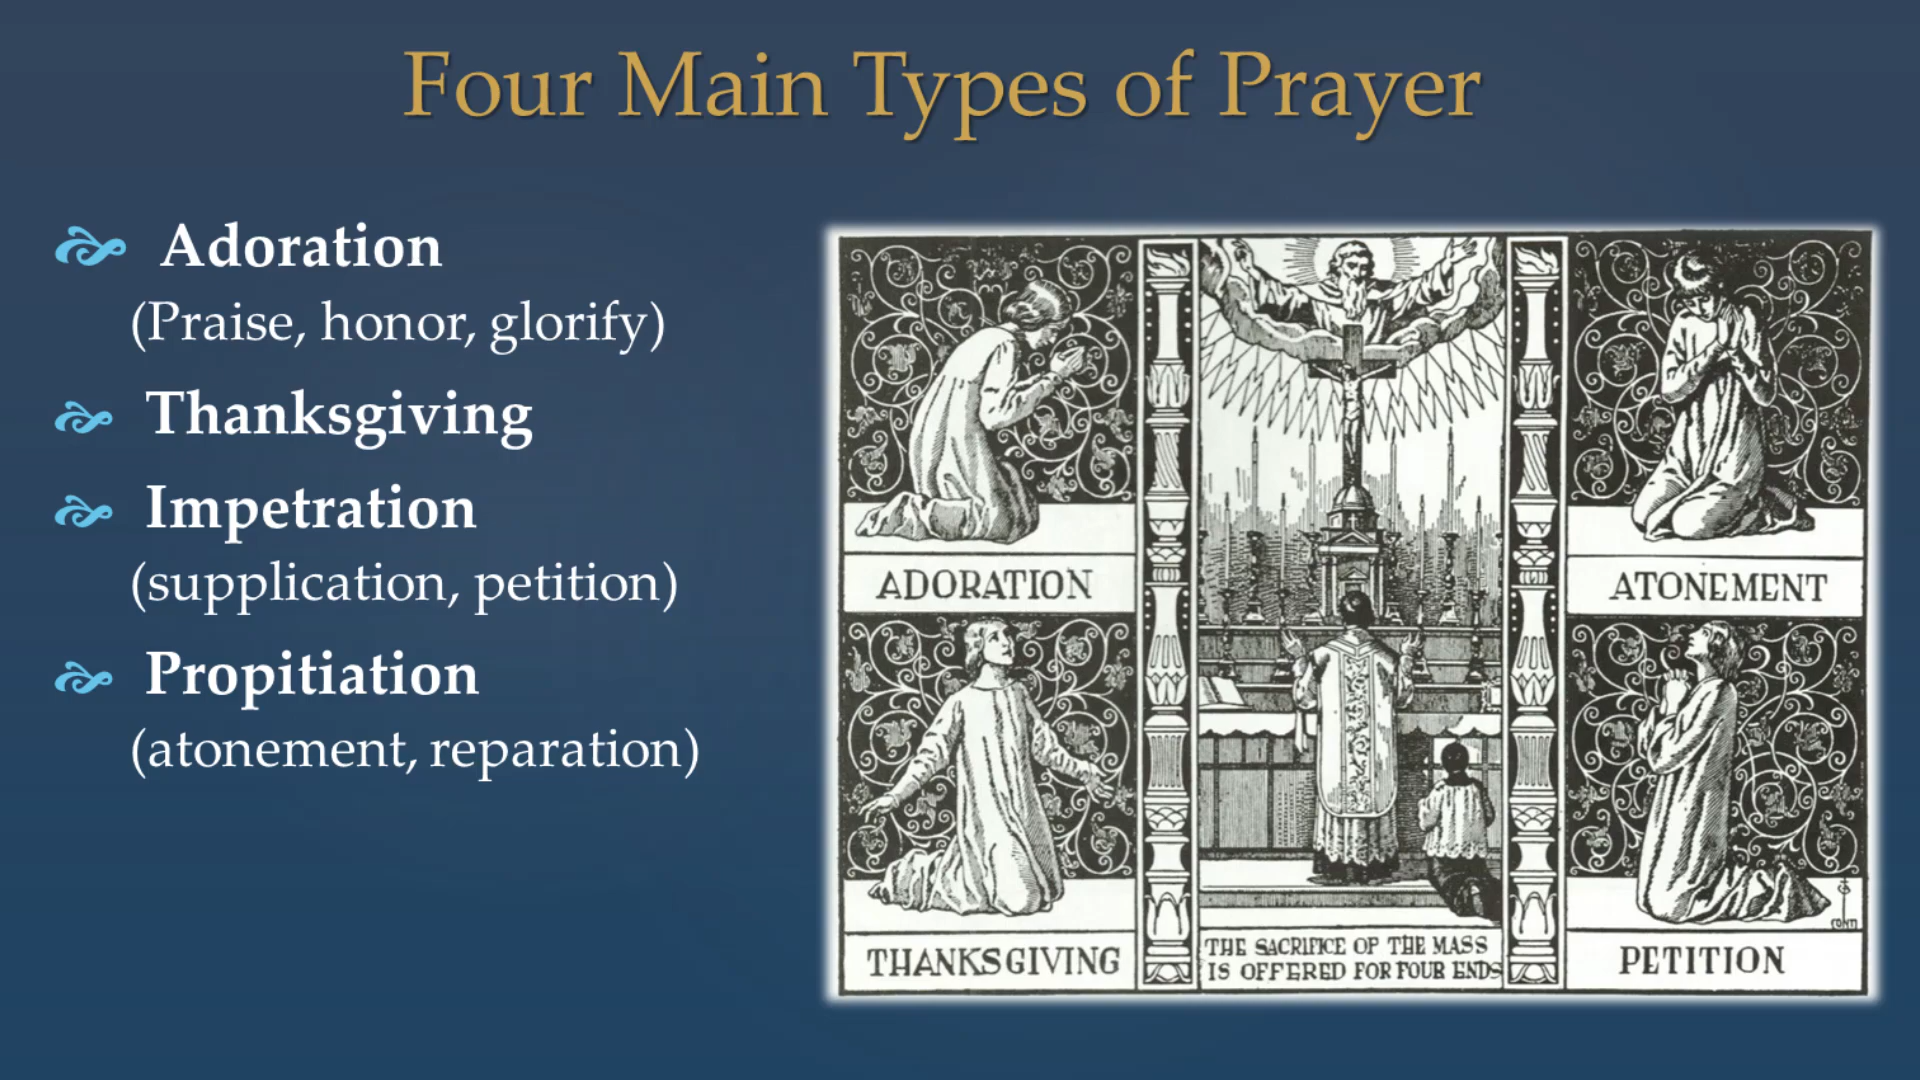 Four Main Types of Prayer
Adoration
(Praise, honor, glorify)
Thanksgiving
Impetration
(supplication, petition)
Propitiation
(atonement, reparation)
ADORATION
THANKSGIVING
THE SACRIFICE OF THE MASS
IS OFFERED FOR FOUR ENDS
ATONEMENT
CONTI
PETITION